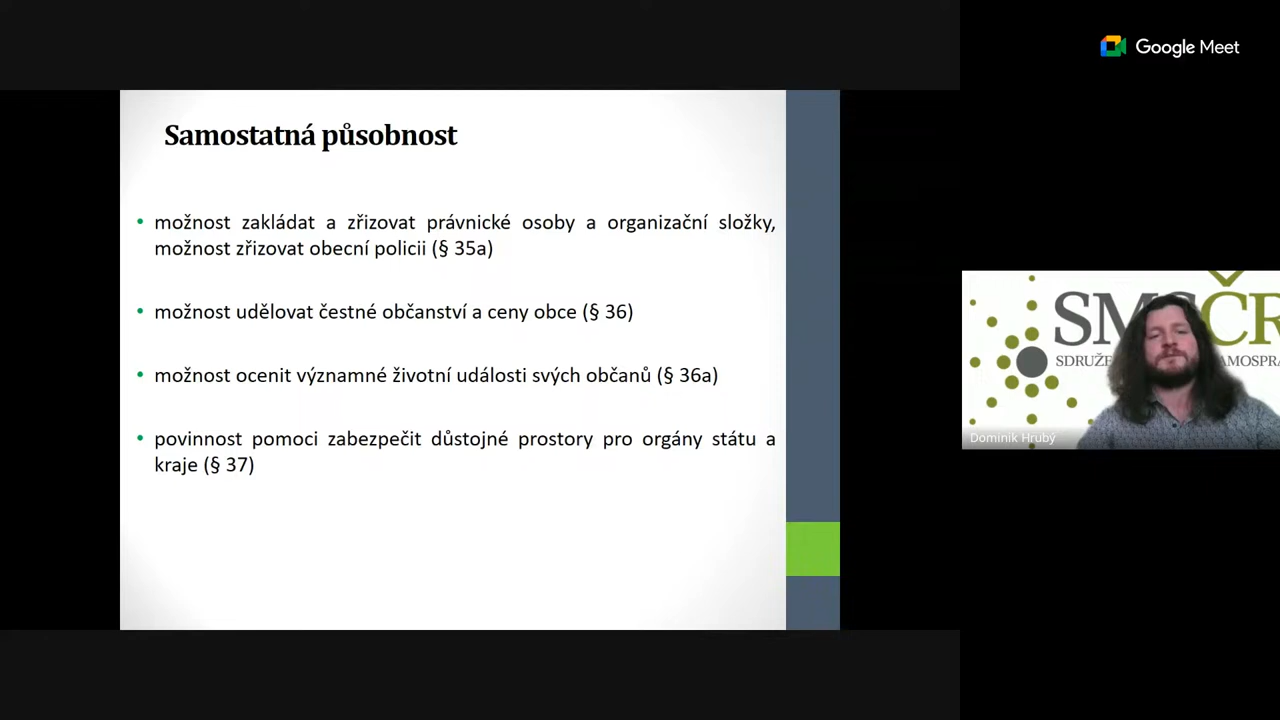 Google Meet
Samostatná působnost
• možnost zakládat a zřizovat právnické osoby a organizační složky,
možnost zřizovat obecní policii (§ 35a)
• možnost udělovat čestné občanství a ceny obce (§ 36)
• možnost ocenit významné životní události svých občanů (§ 36a)
• povinnost pomoci zabezpečit důstojné prostory pro orgány státu a
kraje (§ 37)
SMSČR
Dominik Hrubý